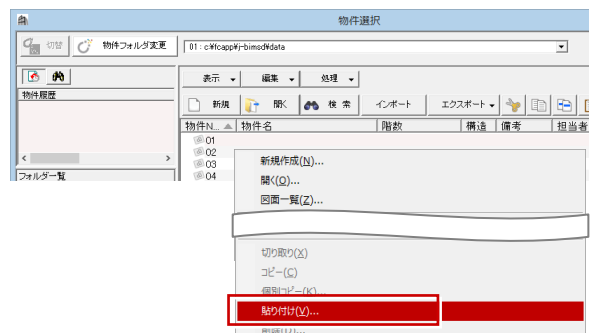 物件選択
切替
物件フォルダ変更
01 : c:¥fcapp¥j-bimsd¥data
表示
編集
処理
物件履歴
新規
開く
検 索
インポート
エクスポート
物件N...
物件名
階数
構造
備考
担当者
01
02
03
04
フォルダー覧
新規作成(N)...
開く(O)...
図面一覧(Z)...
切り取り(X)
コピー(C)
個別コピー(K)...
貼り付け(V)...